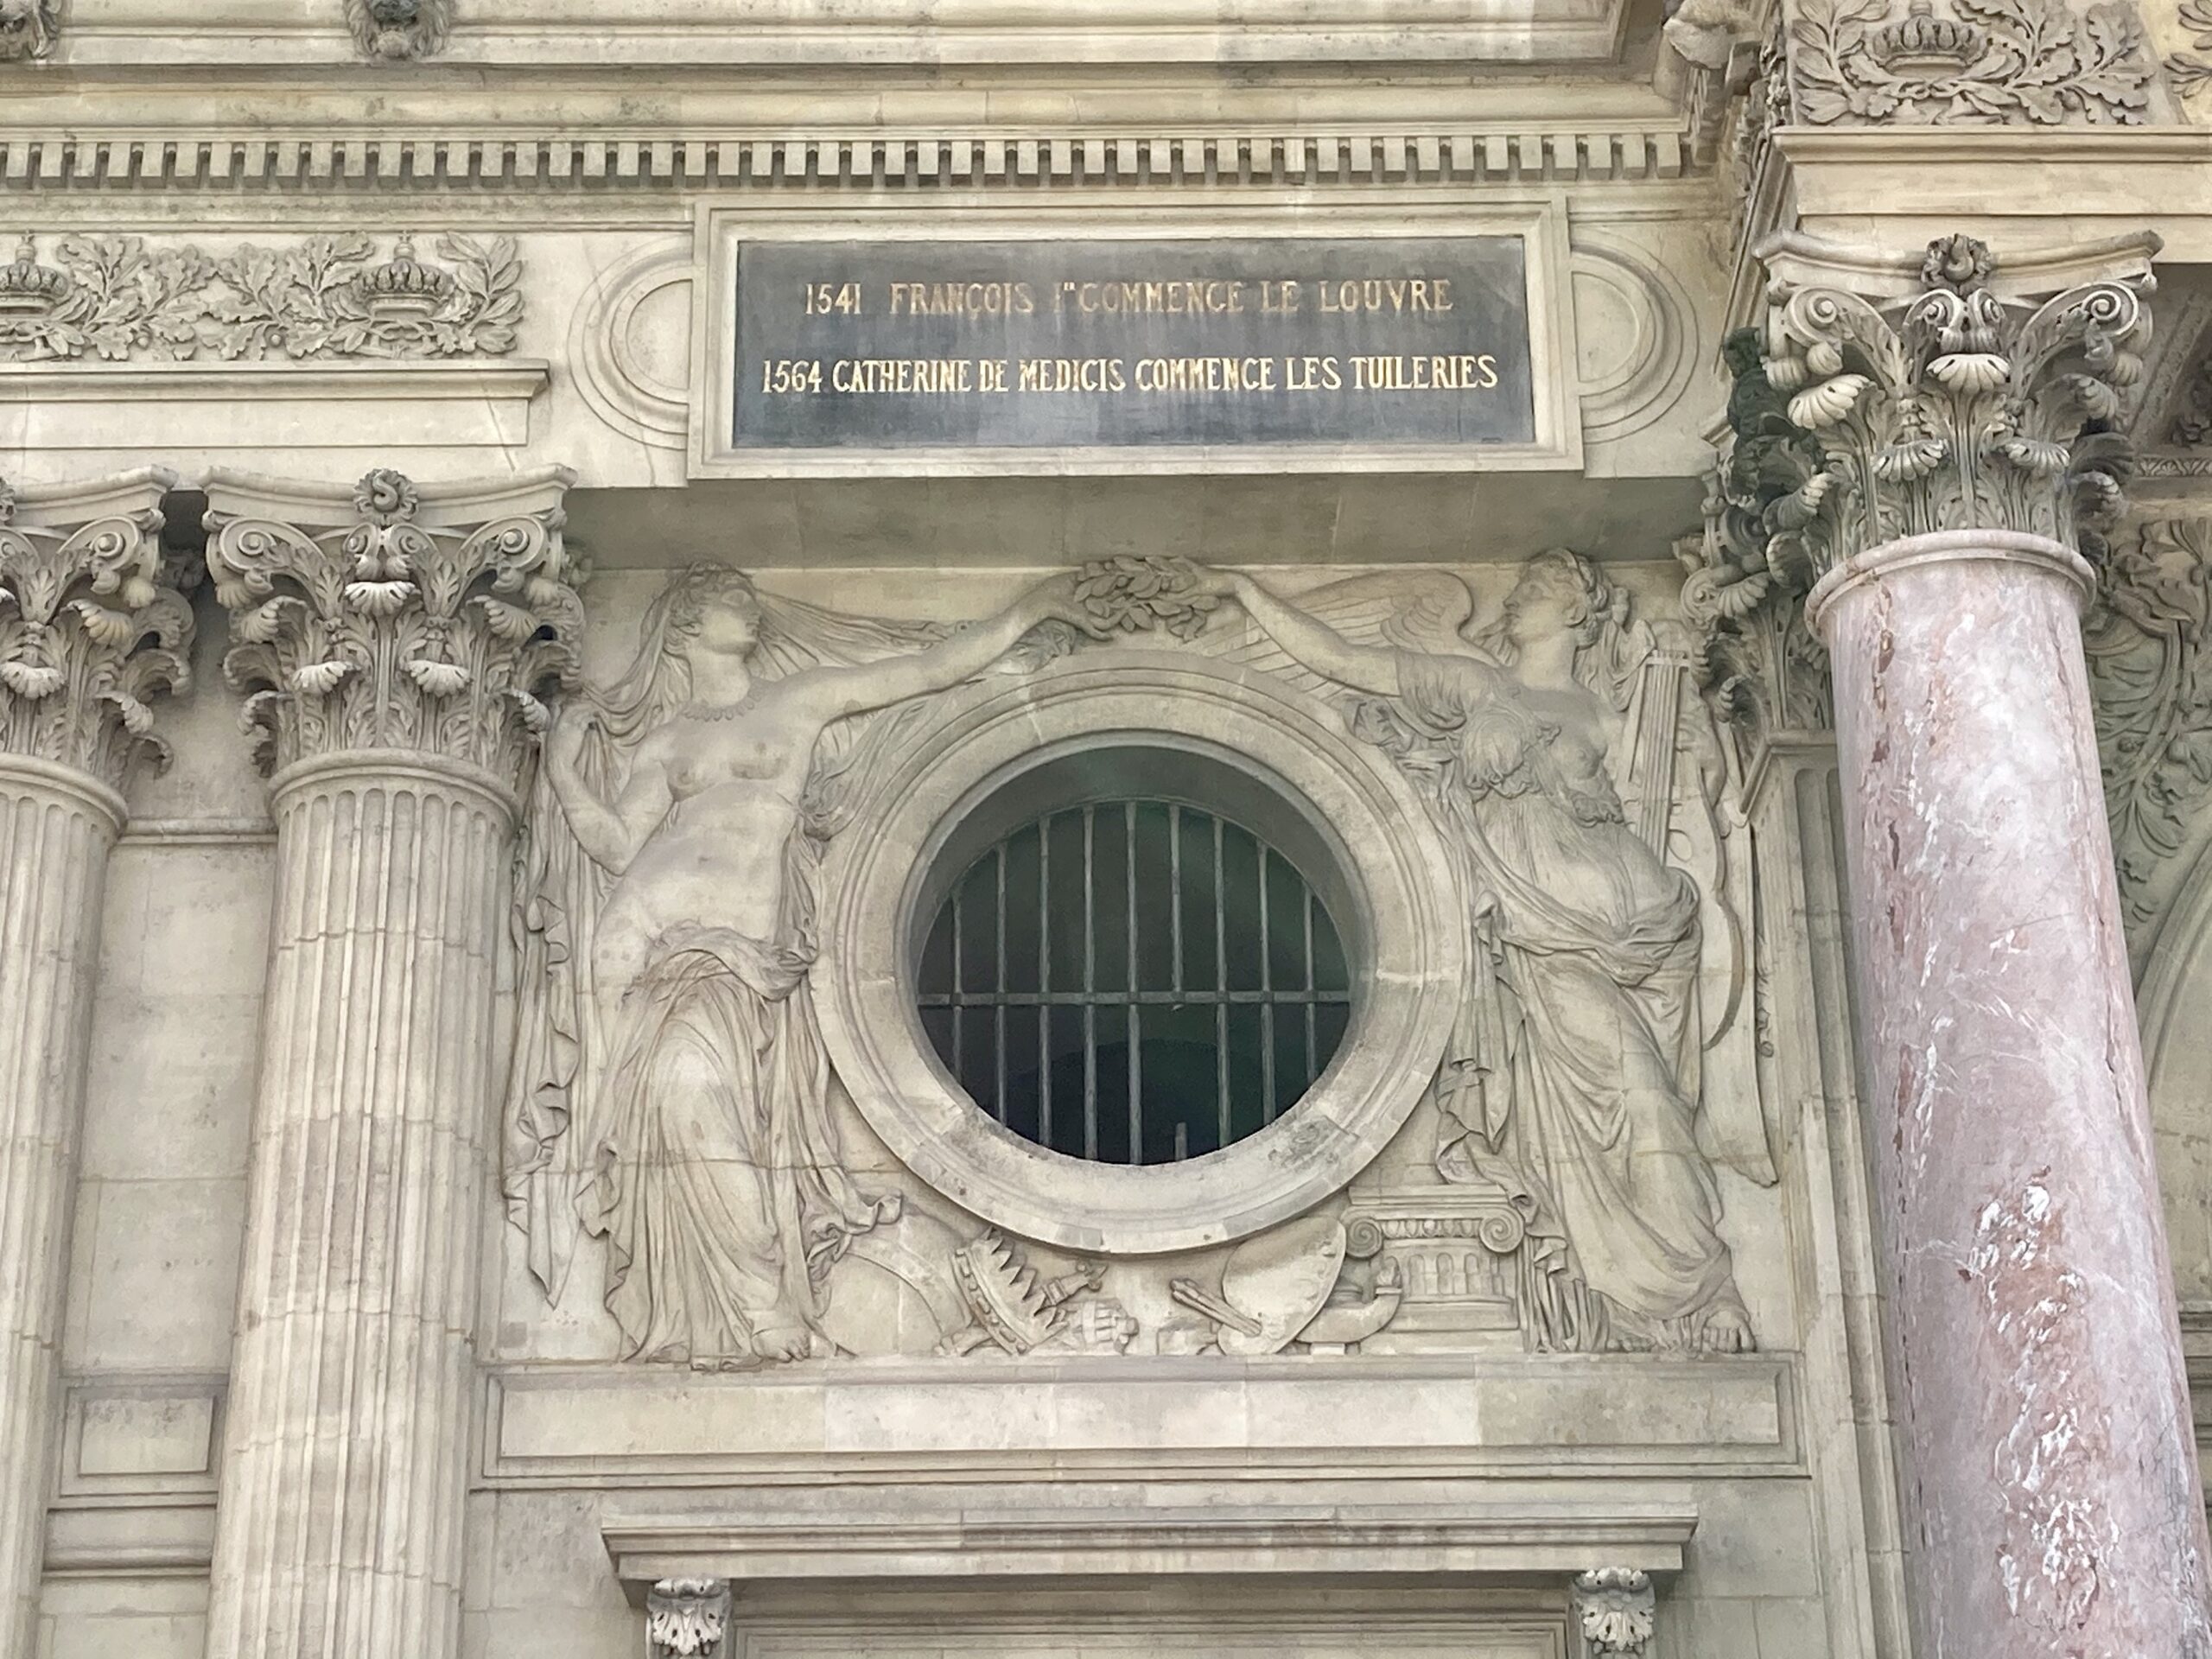 1541 FRANÇOIS Iᵉʳ COMMENCE LE LOUVRE
1564 CATHERINE DE MEDICIS COMMENCE LES TUILERIES